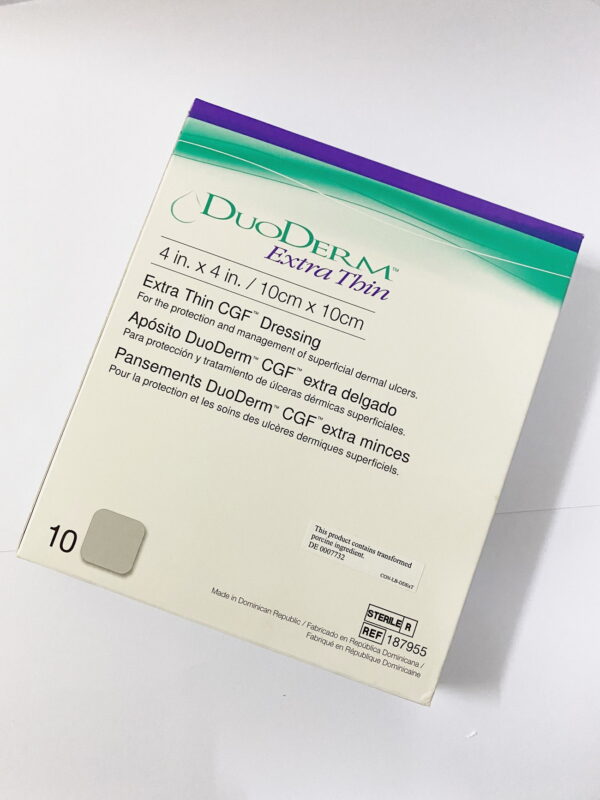 DUODERM™
Extra Thin
4 in. x 4 in. / 10cm x 10cm
Extra Thin CGF™ Dressing
For the protection and management of superficial dermal ulcers.
Apósito DuoDerm™ CGF™ extra delgado
Para protección y tratamiento de úlceras dérmicas superficiales.
Pansements DuoDerm™ CGF™ extra minces
Pour la protection et les soins des ulcères dermiques superficiels.
10
This product contains transformed
porcine ingredient.
DE 0007732
STERILE R
REF 187955
Made in Dominican Republic / Fabricado en República Dominicana /
Fabriqué en République Dominicaine